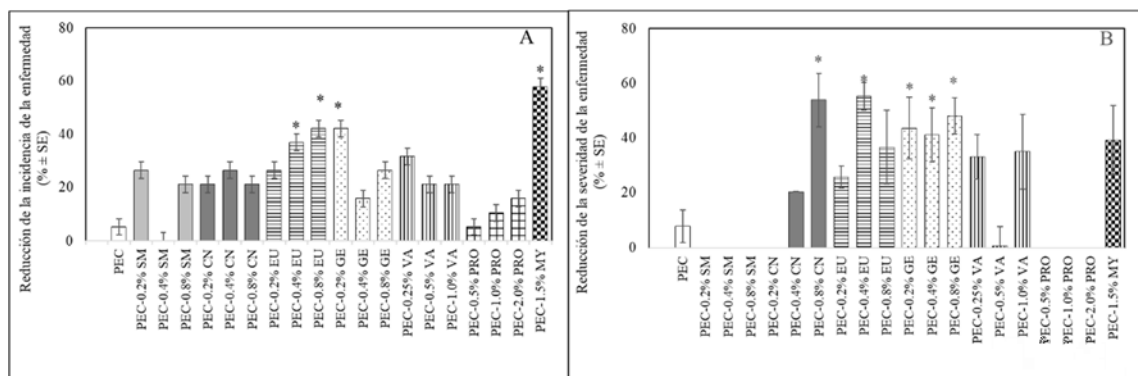 Reducción de la incidencia de la enfermedad
(% ± SE)
80
60
40
20
0
A
*
*
*
*
PEC
PEC-0.2% SM
PEC-0.4% SM
PEC-0.8% SM
PEC-0.2% CN
PEC-0.4% CN
PEC-0.8% CN
PEC-0.2% EU
PEC-0.4% EU
PEC-0.8% EU
PEC-0.2% GE
PEC-0.4% GE
PEC-0.8% GE
PEC-0.25% VA
PEC-0.5% VA
PEC-1.0% VA
PEC-0.5% PRO
PEC-1.0% PRO
PEC-2.0% PRO
PEC-1.5% MY
Reducción de la severidad de la enfermedad
(% ± SE)
80
60
40
20
0
B
*
*
*
*
*
PEC
PEC-0.2% SM
PEC-0.4% SM
PEC-0.8% SM
PEC-0.2% CN
PEC-0.4% CN
PEC-0.8% CN
PEC-0.2% EU
PEC-0.4% EU
PEC-0.8% EU
PEC-0.2% GE
PEC-0.4% GE
PEC-0.8% GE
PEC-0.25% VA
PEC-0.5% VA
PEC-1.0% VA
PEC-0.5% PRO
PEC-1.0% PRO
PEC-2.0% PRO
PEC-1.5% MY